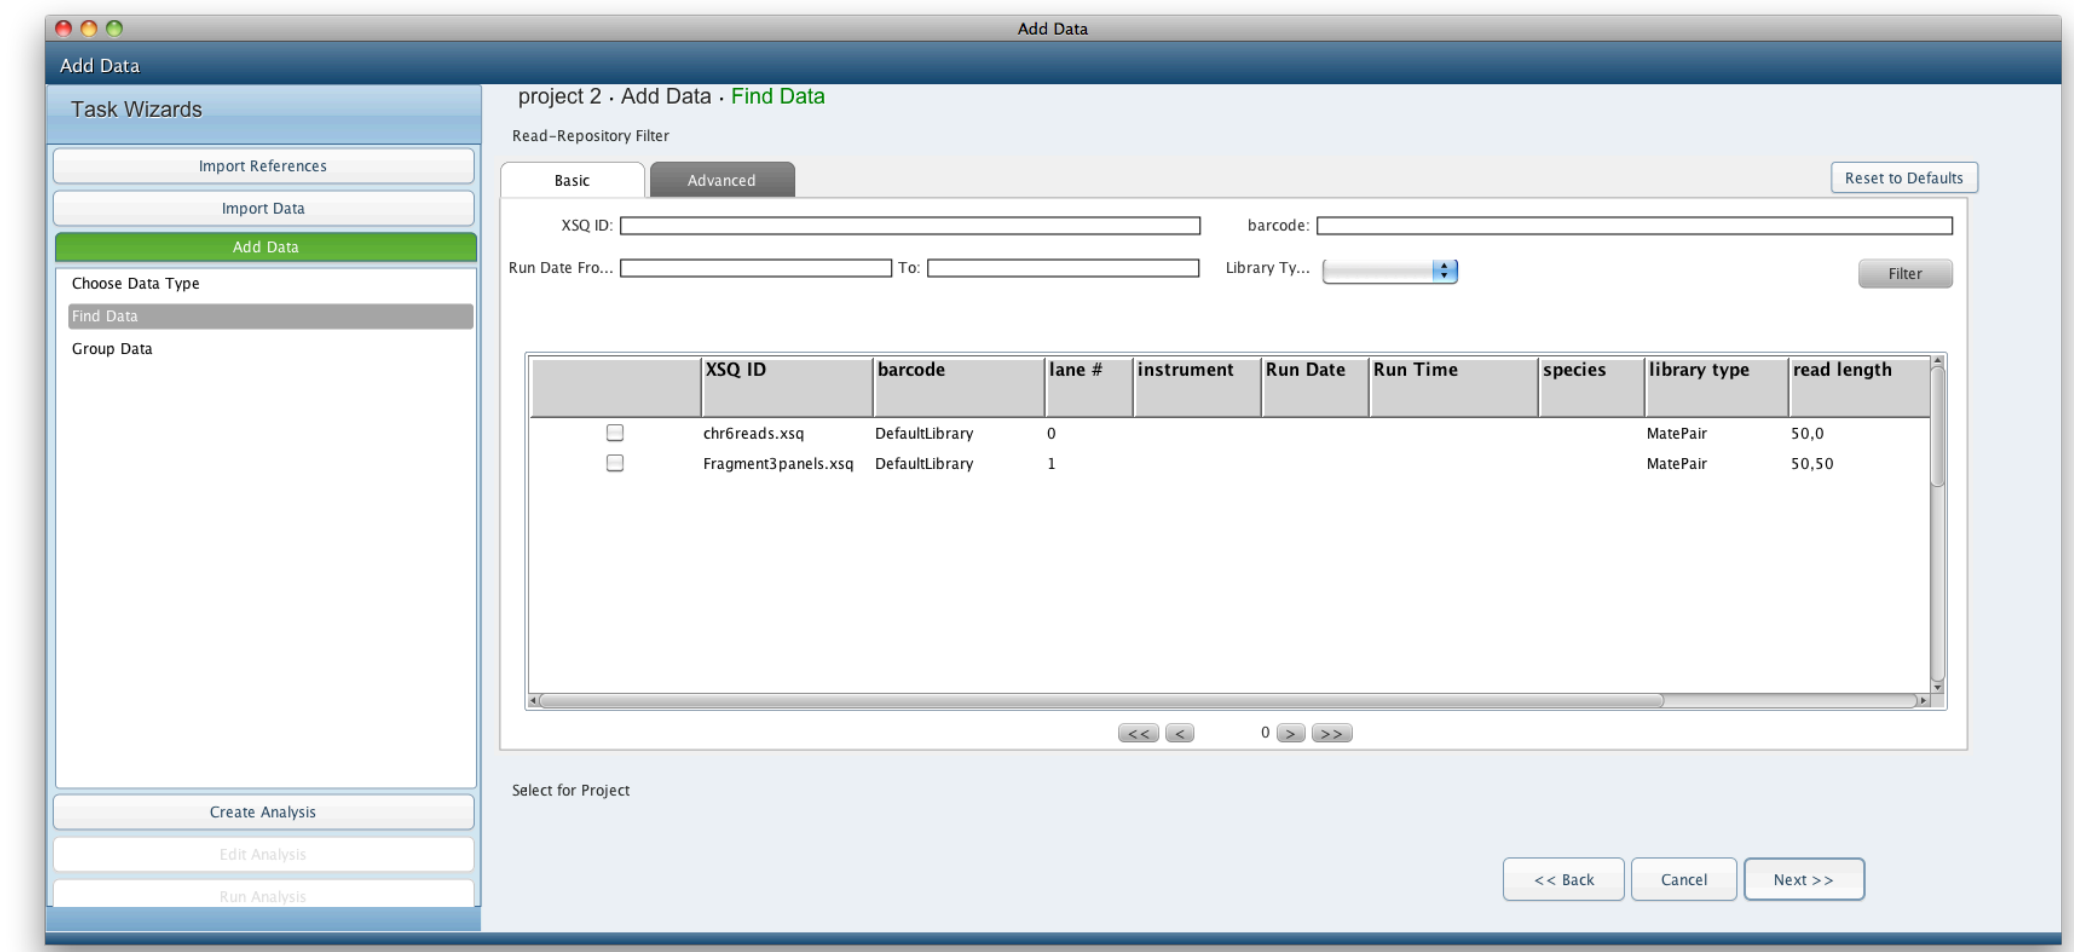 Add Data
Add Data
Task Wizards
Import References
Import Data
Add Data
Choose Data Type
Find Data
Group Data
Create Analysis
Edit Analysis
Run Analysis
project 2 · Add Data · Find Data
Read-Repository Filter
Basic Advanced Reset to Defaults
XSQ ID: barcode:
Run Date Fro... To: Library Ty... Filter
XSQ ID barcode lane # instrument Run Date Run Time species library type read length
chr6reads.xsq DefaultLibrary 0 MatePair 50,0
Fragment3panels.xsq DefaultLibrary 1 MatePair 50,50
<< < 0 > >>
Select for Project
<< Back Cancel Next >>